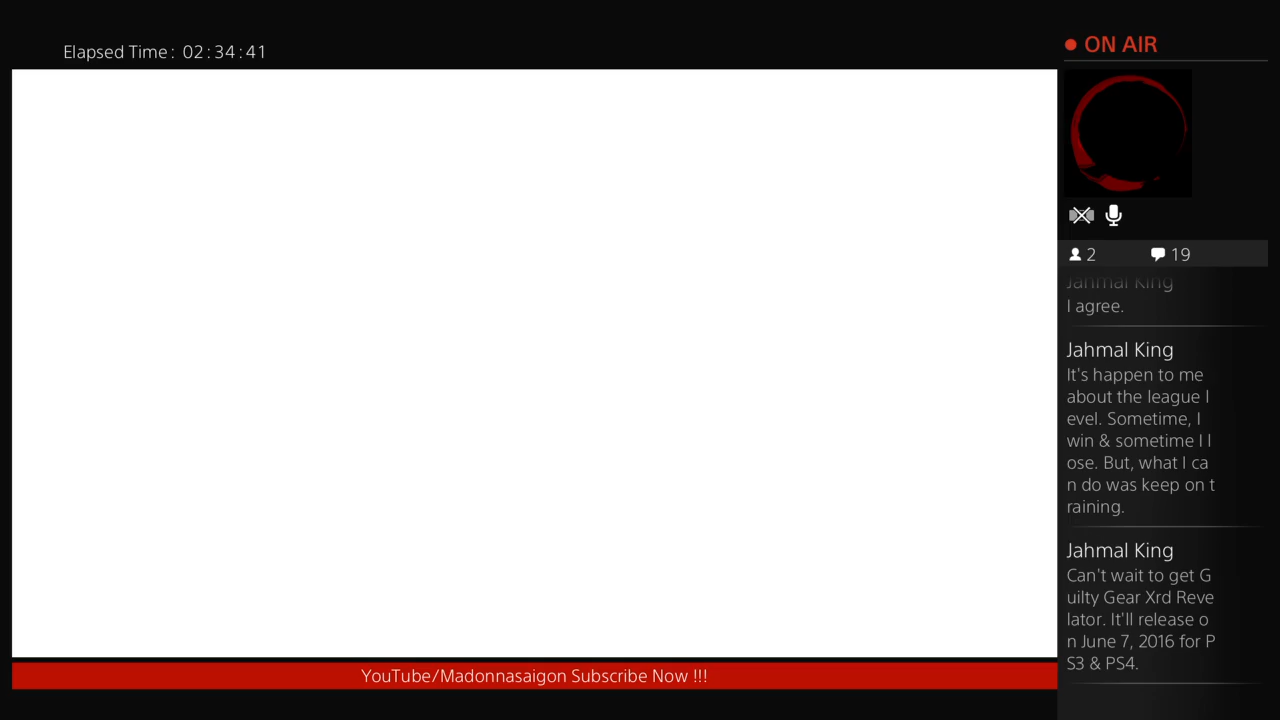 Elapsed Time: 02:34:41
ON AIR
2 19
Jahmal King
I agree.
Jahmal King
It's happen to me
about the league l
evel. Sometime, I
win & sometime I l
ose. But, what I ca
n do was keep on t
raining.
Jahmal King
Can't wait to get G
uilty Gear Xrd Reve
lator. It'll release o
n June 7, 2016 for P
S3 & PS4.
YouTube/Madonnasaigon Subscribe Now !!!